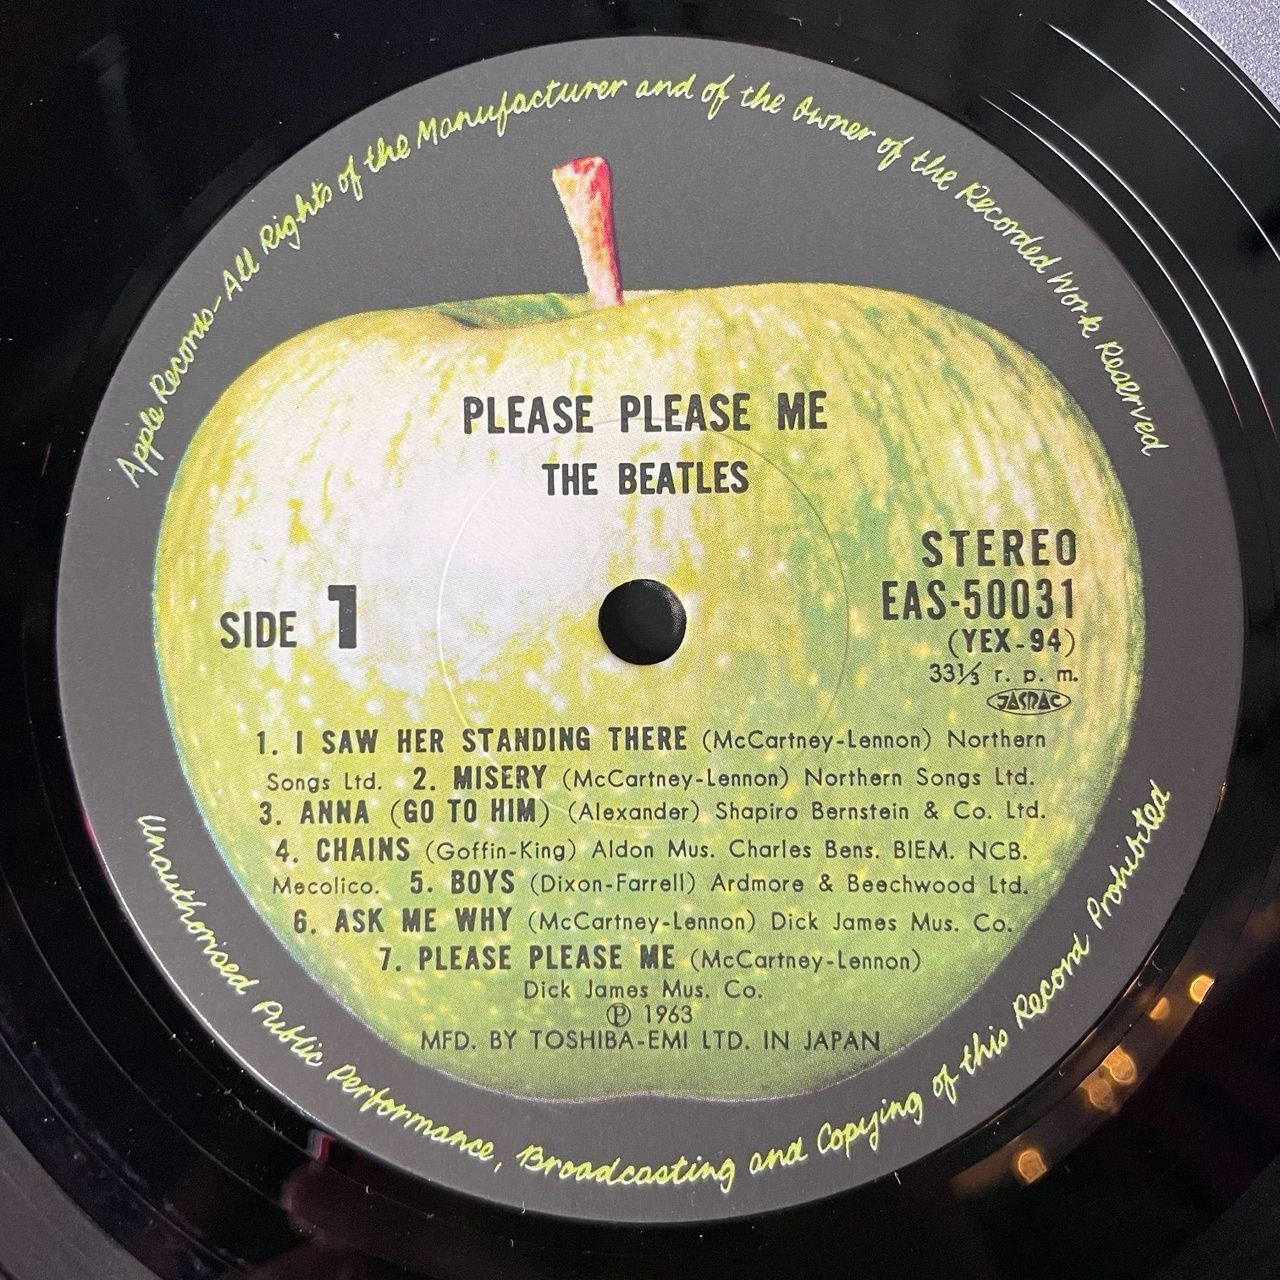 Apple Records-All Rights of the Manufacturer and of the Owner of the Recorded Work Reserved
PLEASE PLEASE ME
THE BEATLES
STEREO
EAS-50031
(YEX-94)
33⅓ r. p. m.
JASRAC
SIDE 1
1. I SAW HER STANDING THERE (McCartney-Lennon) Northern
Songs Ltd. 2. MISERY (McCartney-Lennon) Northern Songs Ltd.
3. ANNA (GO TO HIM) (Alexander) Shapiro Bernstein & Co. Ltd.
4. CHAINS (Goffin-King) Aldon Mus. Charles Bens. BIEM. NCB.
Mecolico. 5. BOYS (Dixon-Farrell) Ardmore & Beechwood Ltd.
6. ASK ME WHY (McCartney-Lennon) Dick James Mus. Co.
7. PLEASE PLEASE ME (McCartney-Lennon)
Dick James Mus. Co.
℗ 1963
MFD. BY TOSHIBA-EMI LTD. IN JAPAN
Unauthorised Public Performance, Broadcasting and Copying of this Record Prohibited